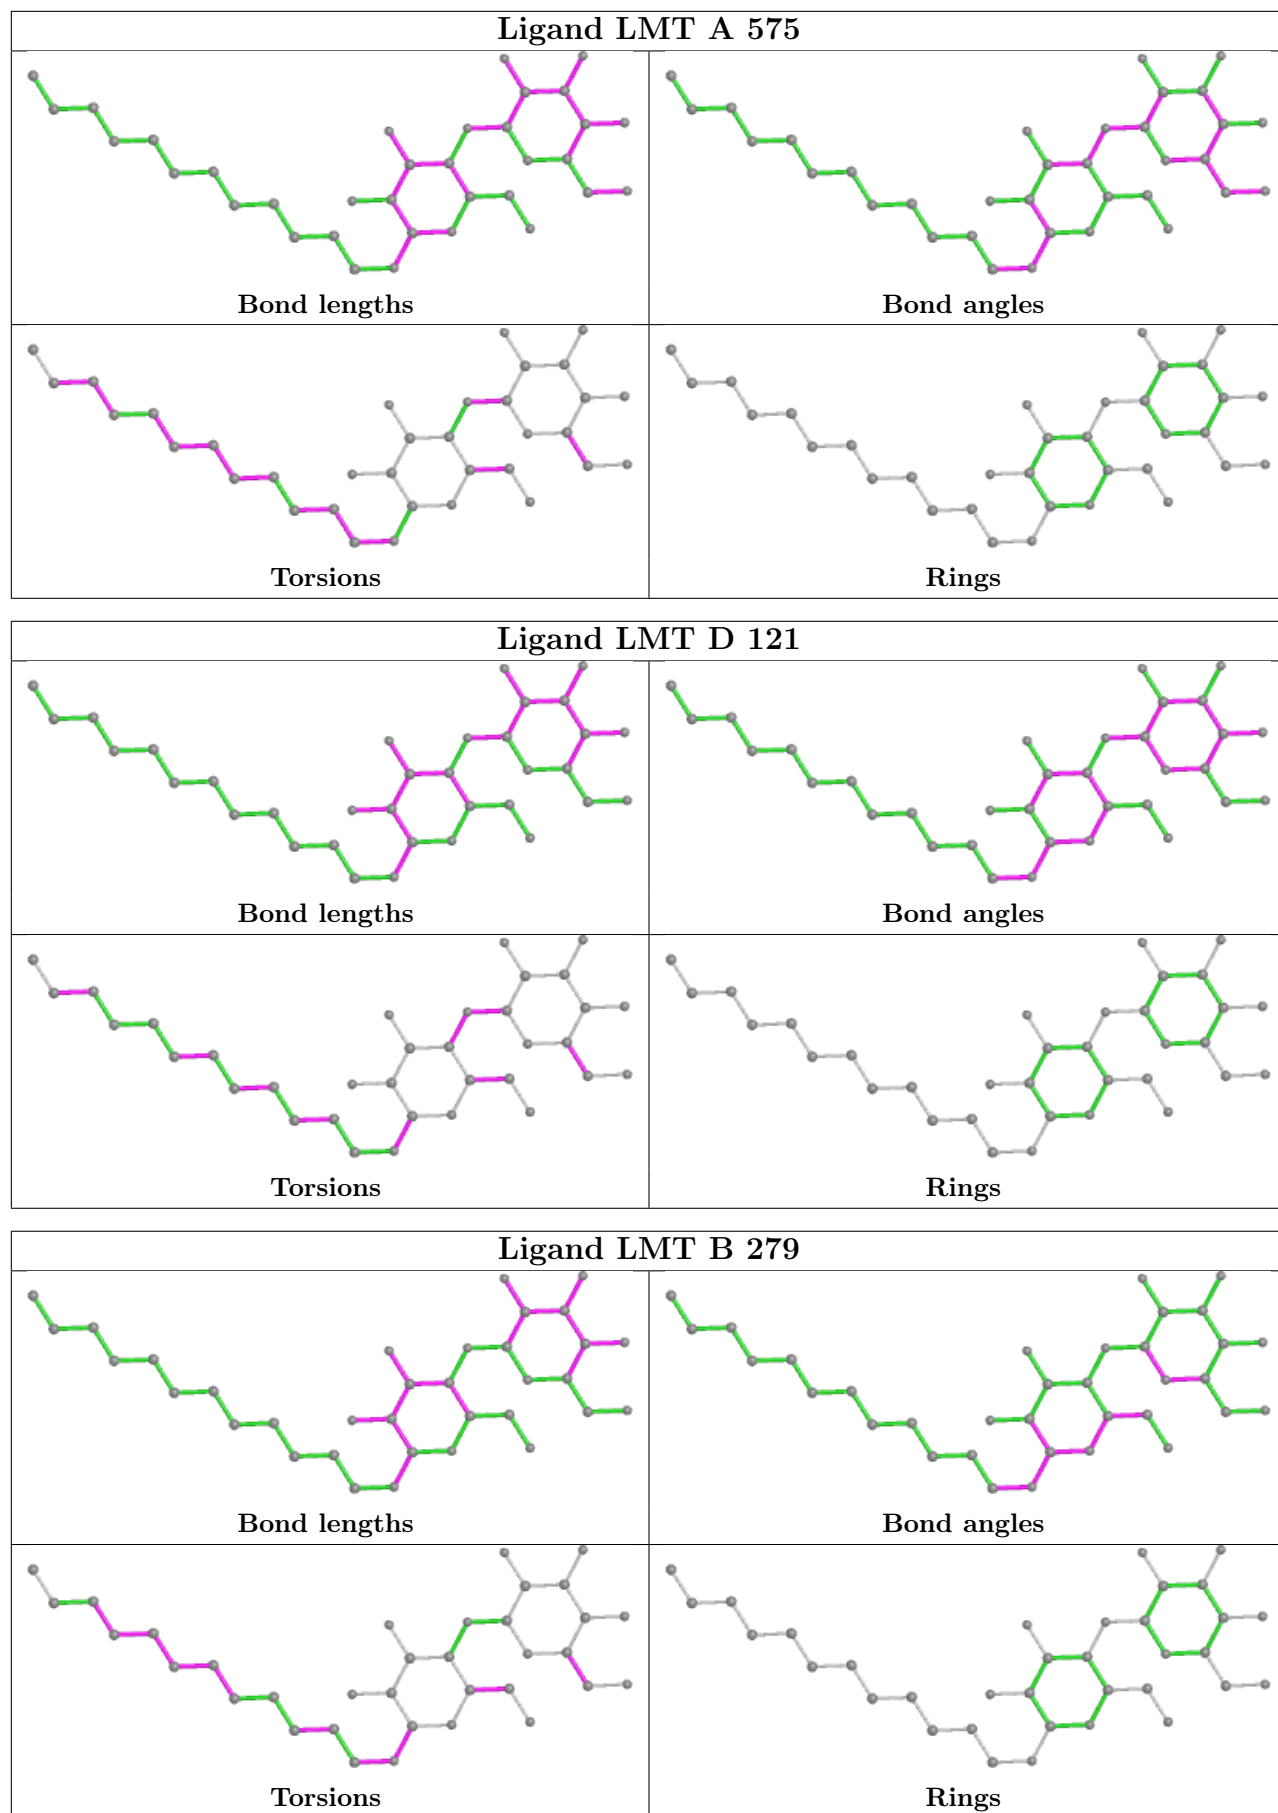 Ligand LMT A 575
Bond lengths
Bond angles
Torsions
Rings
Ligand LMT D 121
Bond lengths
Bond angles
Torsions
Rings
Ligand LMT B 279
Bond lengths
Bond angles
Torsions
Rings